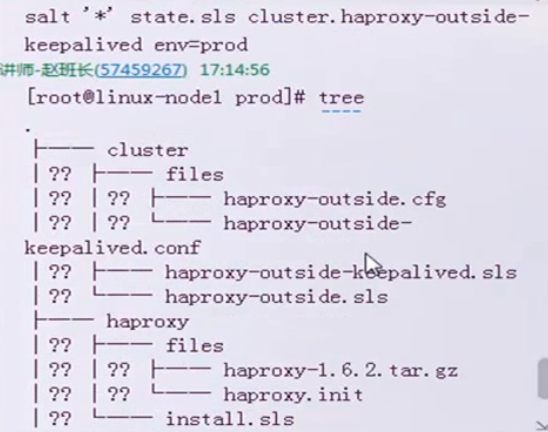 salt '*' state.sls cluster.haproxy-outside-
keepalived env=prod
讲师-赵班长(57459267) 17:14:56
[root@linux-node1 prod]# tree
.
├── cluster
│ ?? ├── files
│ ?? │ ?? ├── haproxy-outside.cfg
│ ?? │ ?? └── haproxy-outside-
keepalived.conf
│ ?? ├── haproxy-outside-keepalived.sls
│ ?? └── haproxy-outside.sls
├── haproxy
│ ?? ├── files
│ ?? │ ?? ├── haproxy-1.6.2.tar.gz
│ ?? │ ?? └── haproxy.init
│ ?? └── install.sls